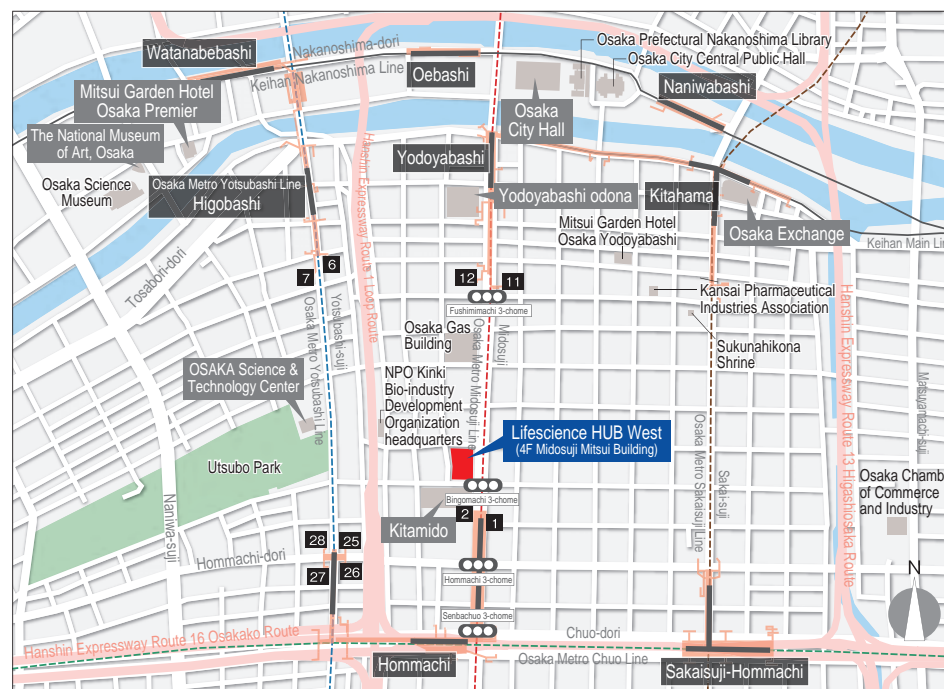 Watanabebashi
Nakanoshima-dori
Keihan Nakanoshima Line
Oebashi
Osaka Prefectural Nakanoshima Library
Osaka City Central Public Hall
Naniwabashi
Mitsui Garden Hotel
Osaka Premier
Osaka
City Hall
The National Museum
of Art, Osaka
Yodoyabashi
Osaka Science
Museum
Osaka Metro Yotsubashi Line
Higobashi
Yodoyabashi odona
Kitahama
Mitsui Garden Hotel
Osaka Yodoyabashi
Osaka Exchange
Keihan Main Lin
Hanshin Expressway Route 1 Loop Route
Tosabori-dori
7
6
12
11
Fushimimachi 3-chome
Kansai Pharmaceutical
Industries Association
Sukunahikona
Shrine
Osaka Gas
Building
Midosuji
Osaka Metro Midosuji Line
Yotsubashi-suji
Osaka Metro Yotsubashi Line
OSAKA Science &
Technology Center
NPO Kinki
Bio-industry
Development
Organization
headquarters
Lifescience HUB West
(4F Midosuji Mitsui Building)
Hanshin Expressway Route 13 Higashiosaka Route
Matsuyamachi-suji
Utsubo Park
Naniwa-suji
Bingomachi 3-chome
Kitamido
2
1
Osaka Metro Sakaisuji Line
Sakai-suji
Osaka Chamb
of Commerce
and Industry
Hommachi-dori
28
25
27
26
Hommachi 3-chome
Senbachuo 3-chome
N
Hanshin Expressway Route 16 Osakako Route
Chuo-dori
Hommachi
Osaka Metro Chuo Line
Sakaisuji-Hommachi